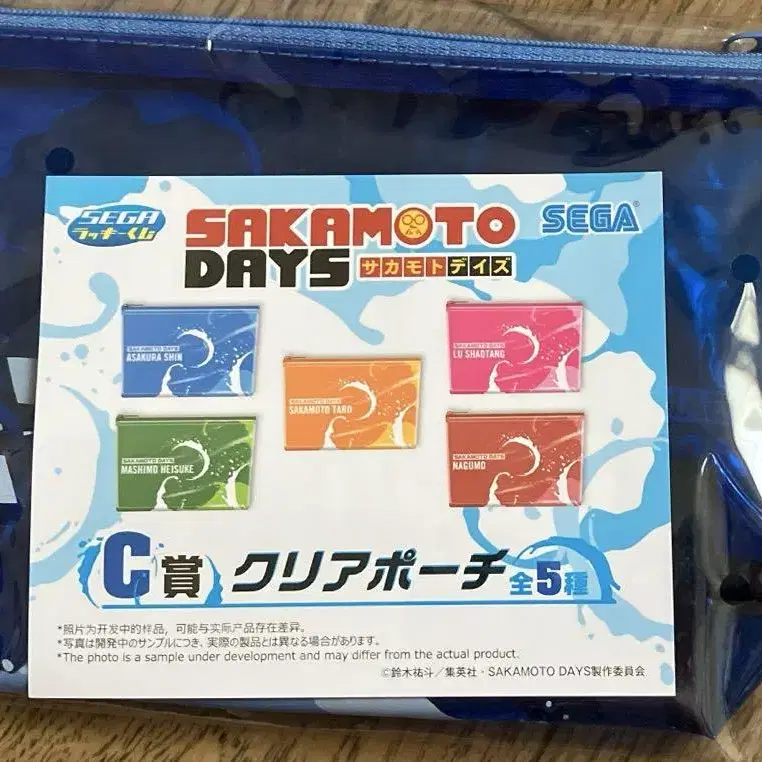 SEGA
ラッキーくじ
SAKAMOTO
DAYS サカモトデイズ
SEGA®
SAKAMOTO DAYS
ASAKURA SHIN
SAKAMOTO DAYS
LU SHAOTANG
SAKAMOTO DAYS
SAKAMOTO TARO
SAKAMOTO DAYS
MASHIMO HEISUKE
SAKAMOTO DAYS
NAGUMO
C賞 クリアポーチ 全5種
*照片为开发中的样品，可能与实际产品存在差异。
*写真は開発中のサンプルにつき、実際の製品とは異なる場合があります。
*The photo is a sample under development and may differ from the actual product.
©鈴木祐斗／集英社・SAKAMOTO DAYS製作委員会